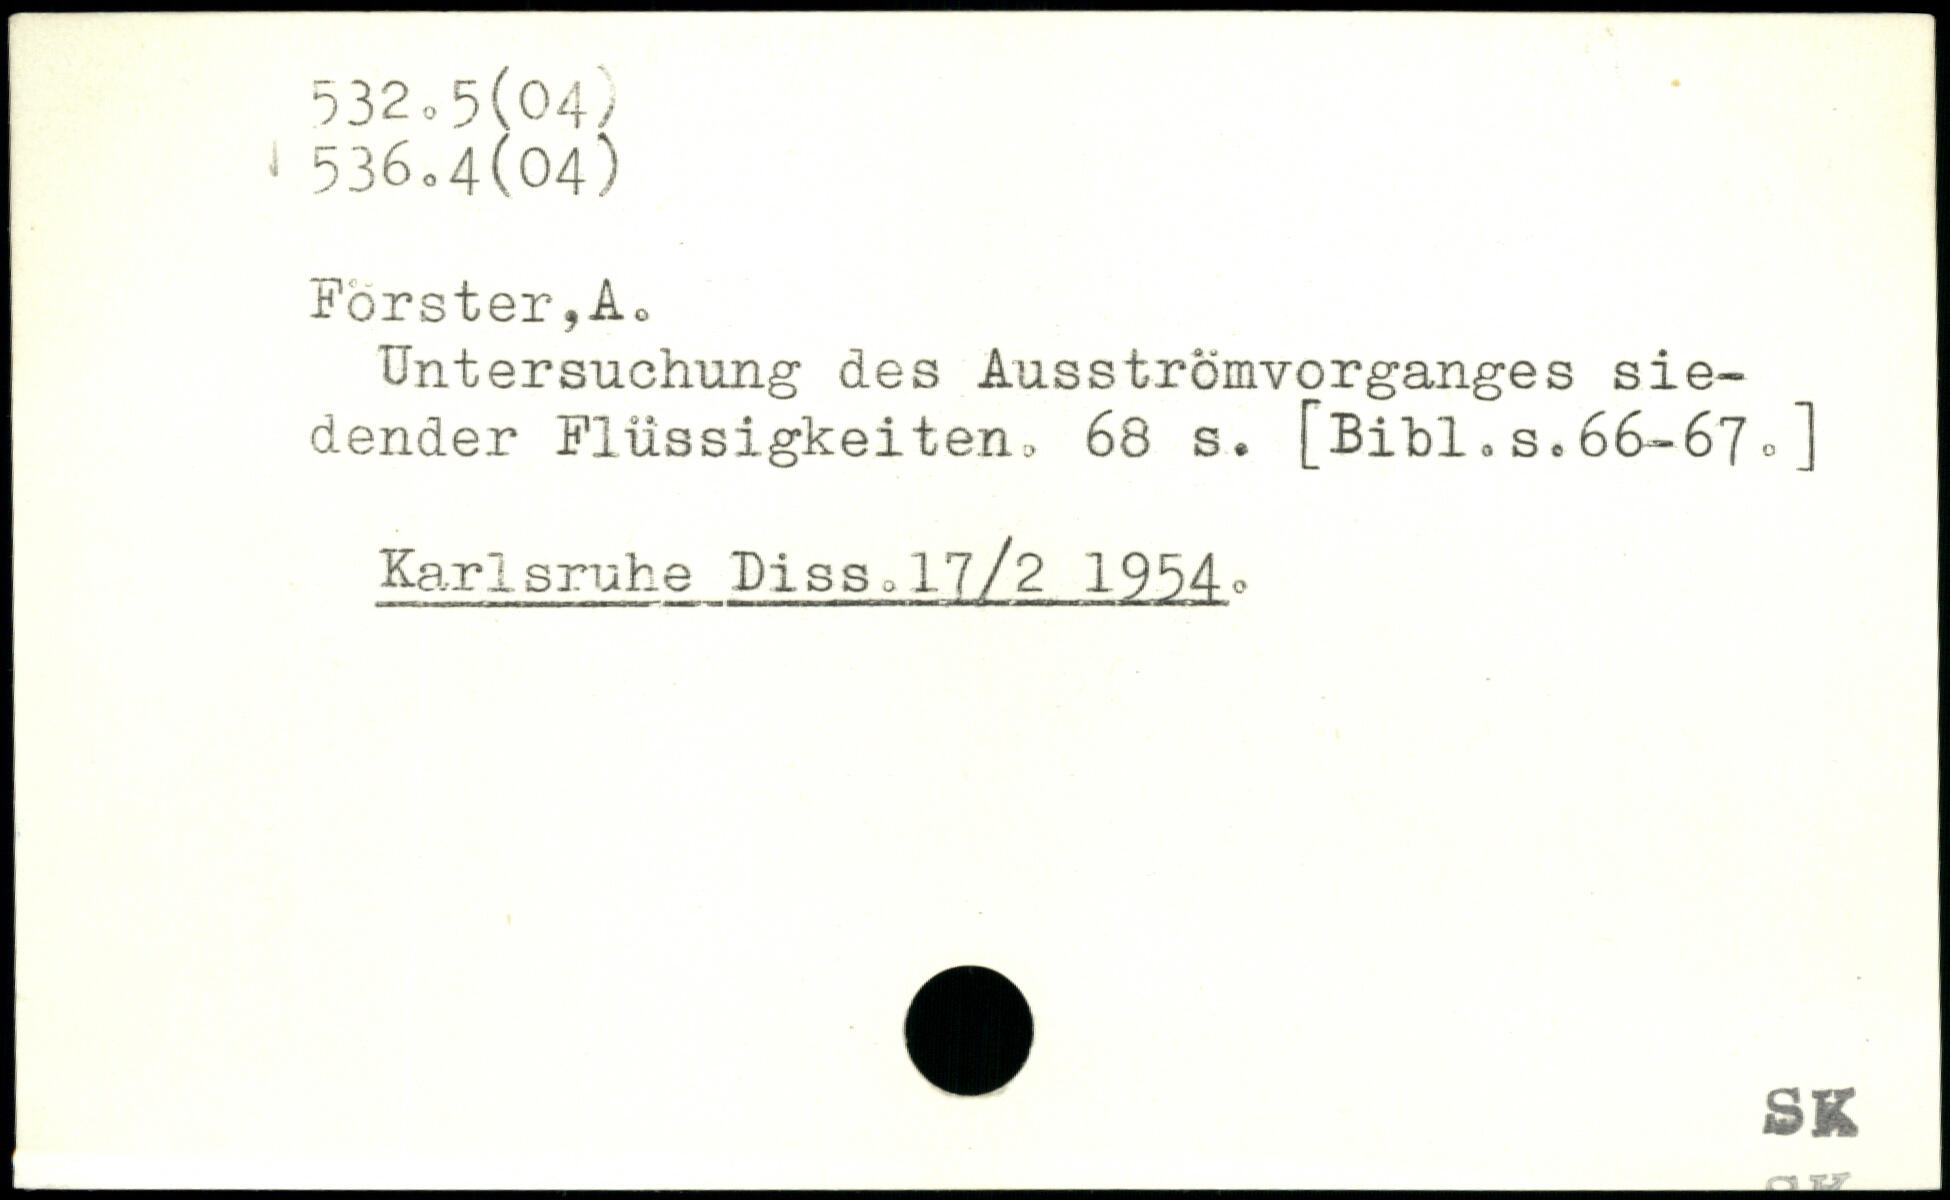 532.5(04)
536.4(04)
Förster,A.
Untersuchung des Ausströmvorganges sie-
dender Flüssigkeiten. 68 s. [Bibl.s.66-67.]
Karlsruhe Diss.17/2 1954.
SK
SK